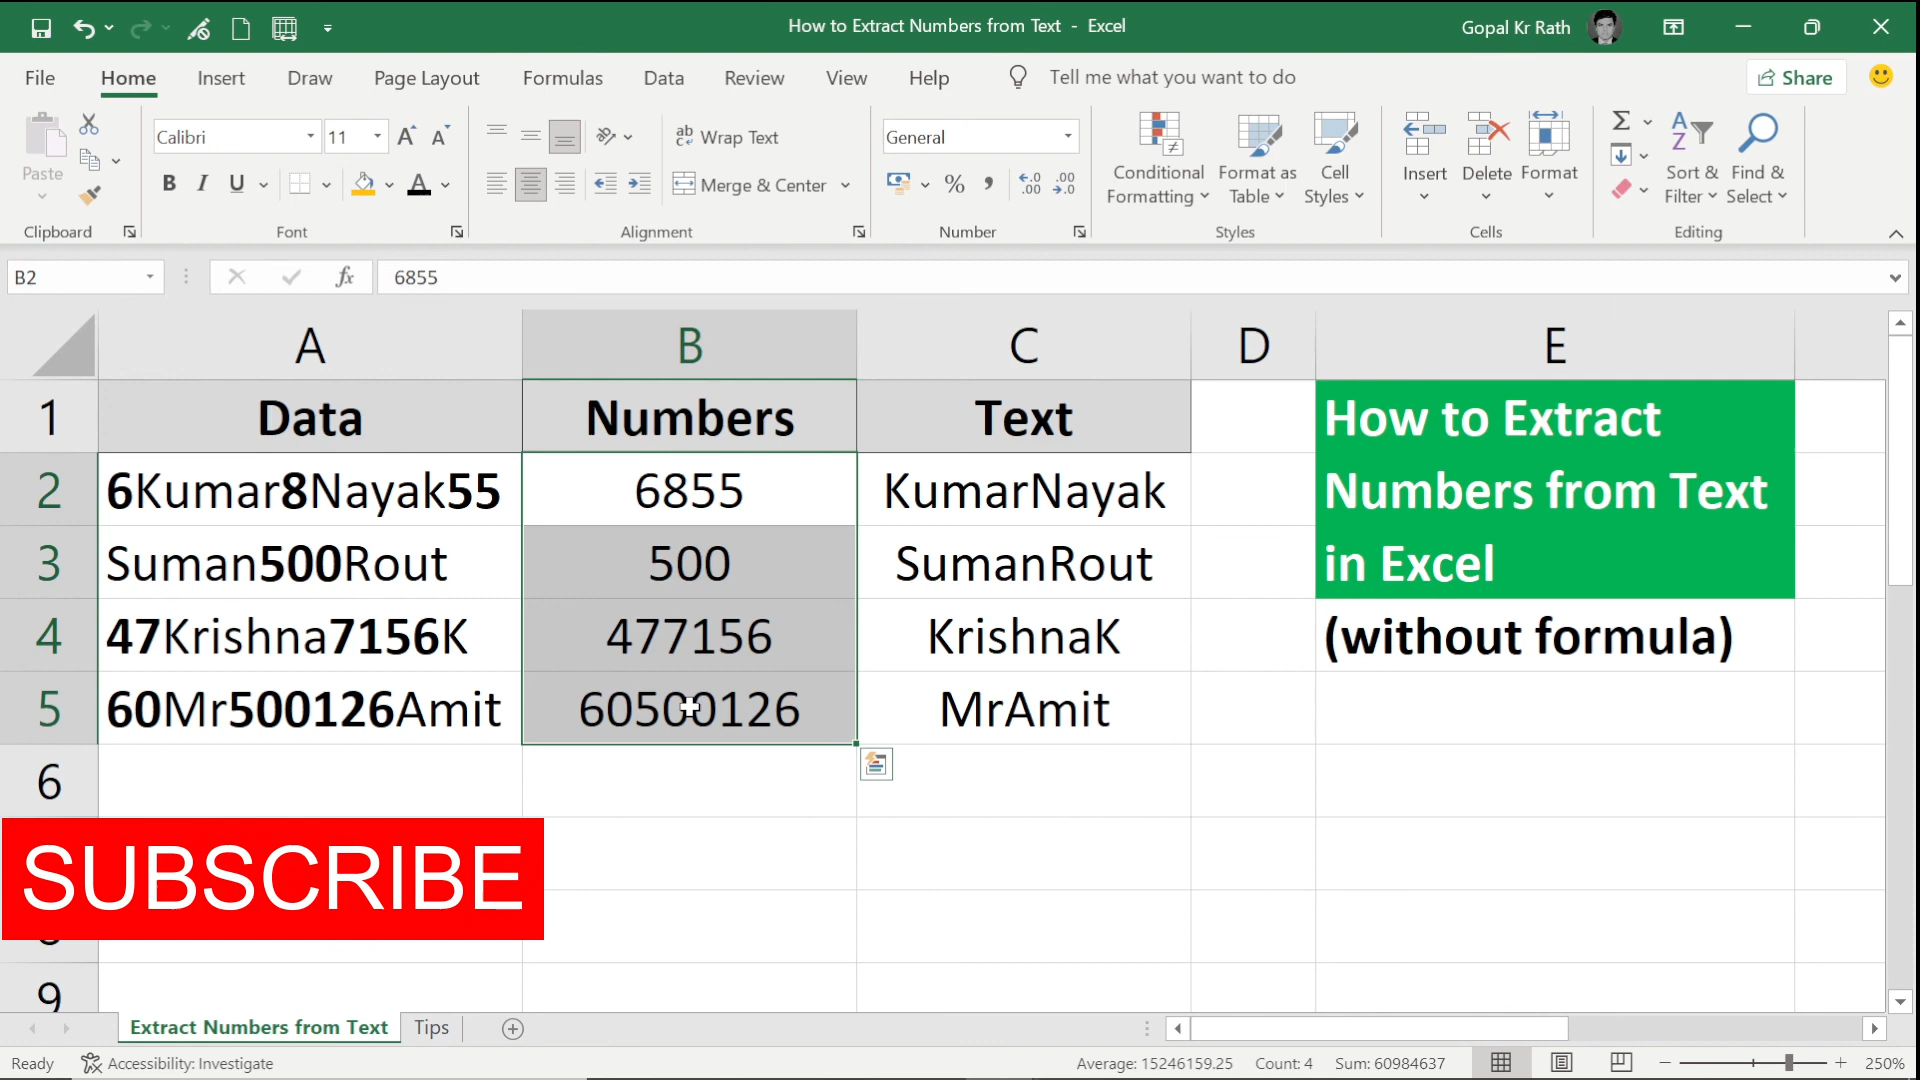 How to Extract Numbers from Text - Excel
Gopal Kr Rath
File Home Insert Draw Page Layout Formulas Data Review View Help Tell me what you want to do Share
Paste
Clipboard
Calibri 11
B I U
Font
Wrap Text
Merge & Center
Alignment
General
Number
Conditional Formatting
Format as Table
Cell Styles
Styles
Insert Delete Format
Cells
Sort & Filter
Find & Select
Editing
B2 fx 6855
A B C D E
1 Data Numbers Text How to Extract
2 6Kumar8Nayak55 6855 KumarNayak Numbers from Text
3 Suman500Rout 500 SumanRout in Excel
4 47Krishna7156K 477156 KrishnaK (without formula)
5 60Mr500126Amit 60500126 MrAmit
6
SUBSCRIBE
9
Extract Numbers from Text Tips
Ready Accessibility: Investigate Average: 15246159.25 Count: 4 Sum: 60984637 250%